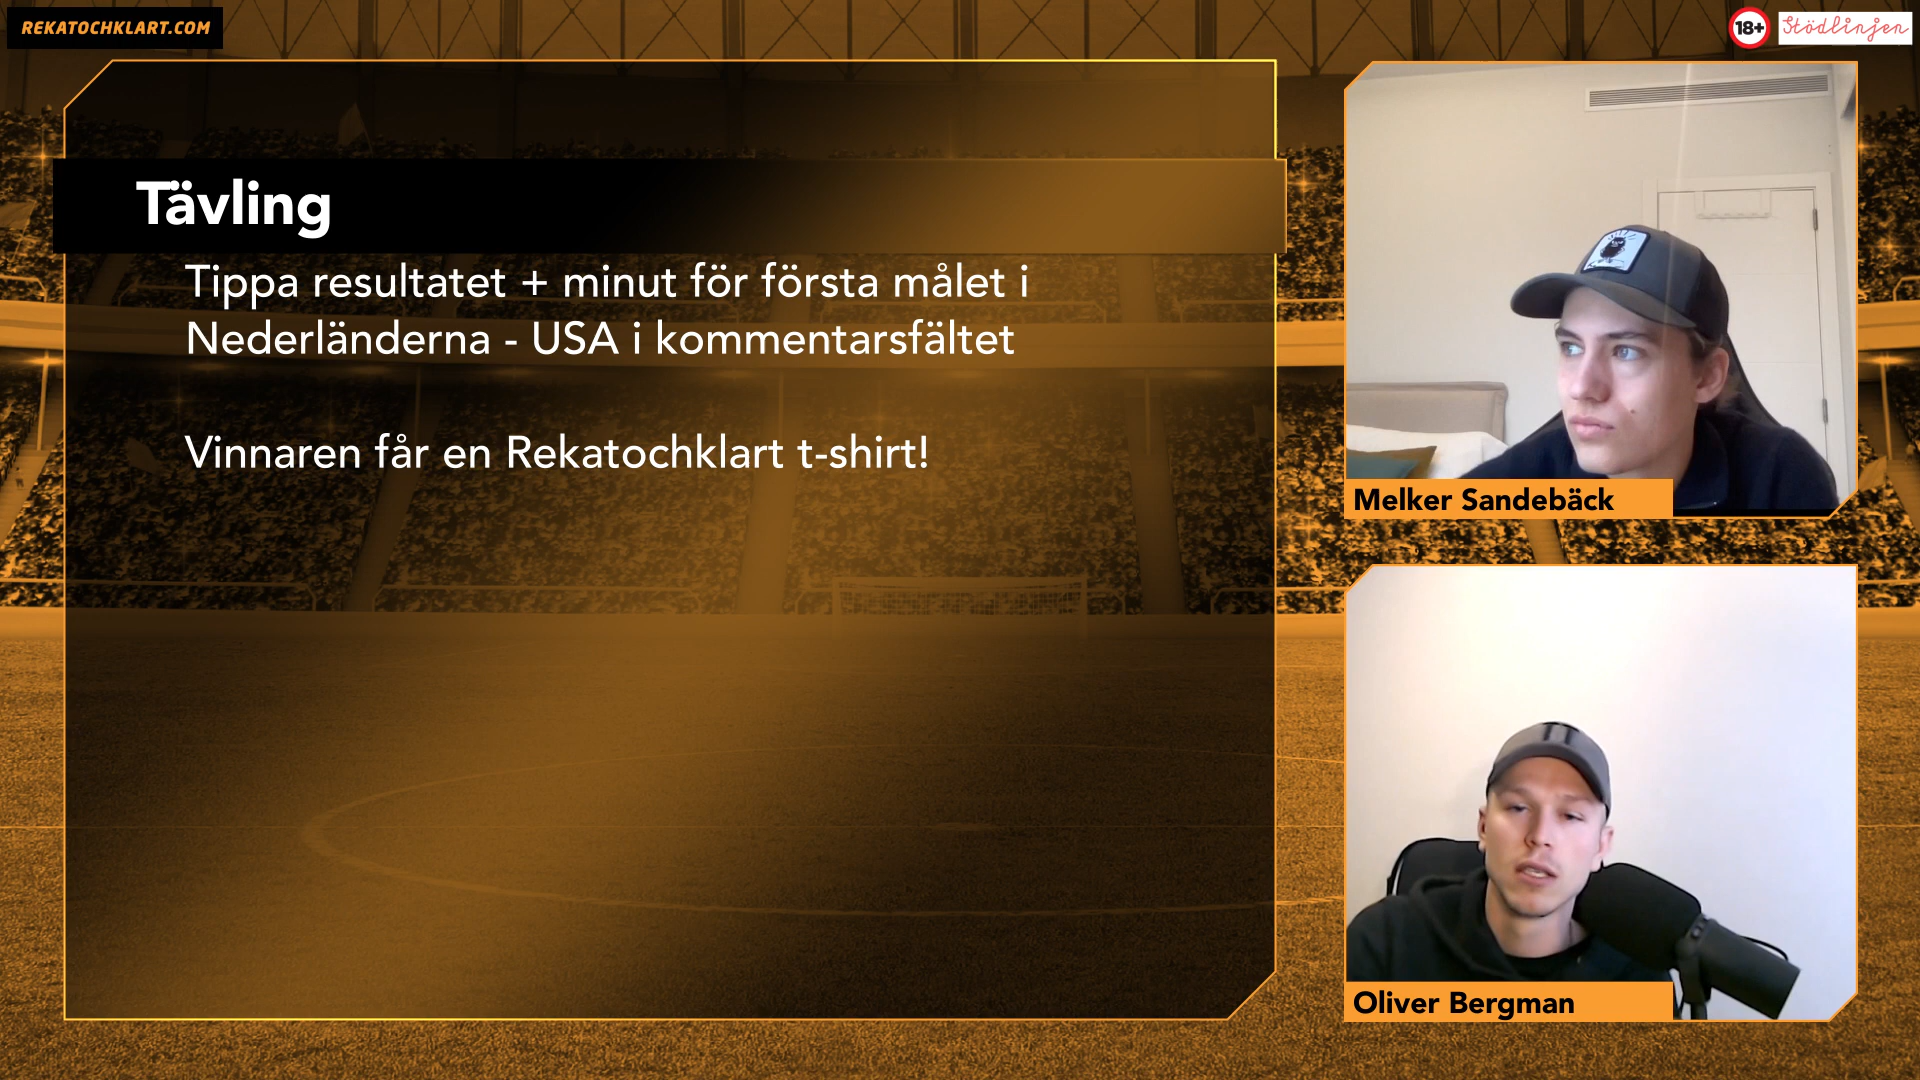 REKATOCHKLART.COM
18+
Stödlinjen
Tävling
Tippa resultatet + minut för första målet i
Nederländerna - USA i kommentarsfältet
Vinnaren får en Rekatochklart t-shirt!
Melker Sandebäck
Oliver Bergman